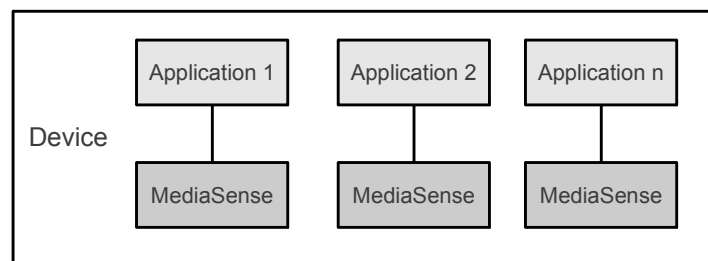 Application 1
Application 2
Application n
Device
MediaSense
MediaSense
MediaSense